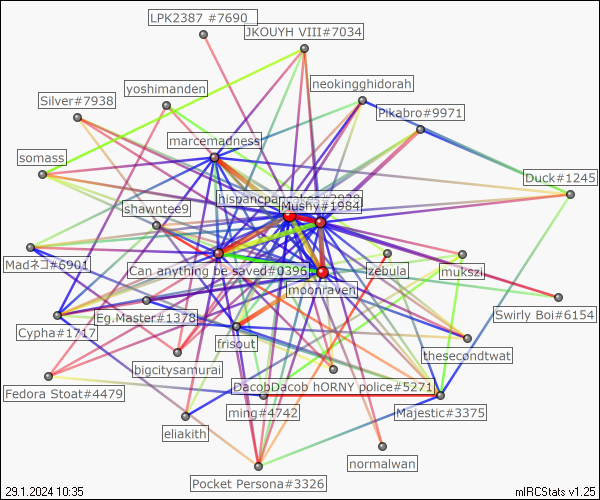 LPK2387 #7690
JKOUYH VIII#7034
neokingghidorah
yoshimanden
Silver#7938
Pikabro#9971
marcemadness
somass
Duck#1245
hispancpa
Mushy#1984
shawntee9
Madネコ#6901
Can anything be saved#0396
zebula
mukszi
moonraven
Eg.Master#1378
Swirly Boi#6154
Cypha#1717
frisout
thesecondtwat
bigcitysamurai
Fedora Stoat#4479
DacobDacob hORNY police#5271
ming#4742
Majestic#3375
eliakith
normalwan
Pocket Persona#3326
29.1.2024 10:35
mIRCStats v1.25